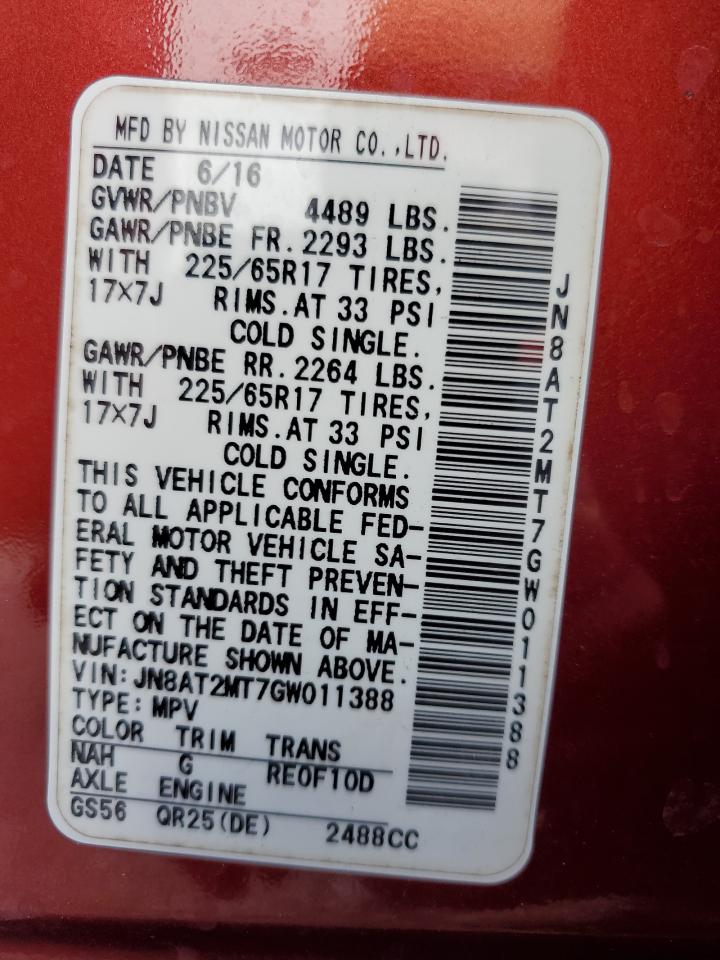 MFD BY NISSAN MOTOR CO.,LTD.
DATE 6/16
GVWR/PNBV 4489 LBS.
GAWR/PNBE FR. 2293 LBS.
WITH 225/65R17 TIRES,
17X7J RIMS. AT 33 PSI
COLD SINGLE.
GAWR/PNBE RR. 2264 LBS.
WITH 225/65R17 TIRES,
17X7J RIMS. AT 33 PSI
COLD SINGLE.
THIS VEHICLE CONFORMS
TO ALL APPLICABLE FED-
ERAL MOTOR VEHICLE SA-
FETY AND THEFT PREVEN-
TION STANDARDS IN EFF-
ECT ON THE DATE OF MA-
NUFACTURE SHOWN ABOVE.
VIN: JN8AT2MT7GW011388
TYPE: MPV
COLOR TRIM TRANS
NAH G RE0F10D
AXLE ENGINE
GS56 QR25(DE) 2488CC
JN8AT2MT7GW011388